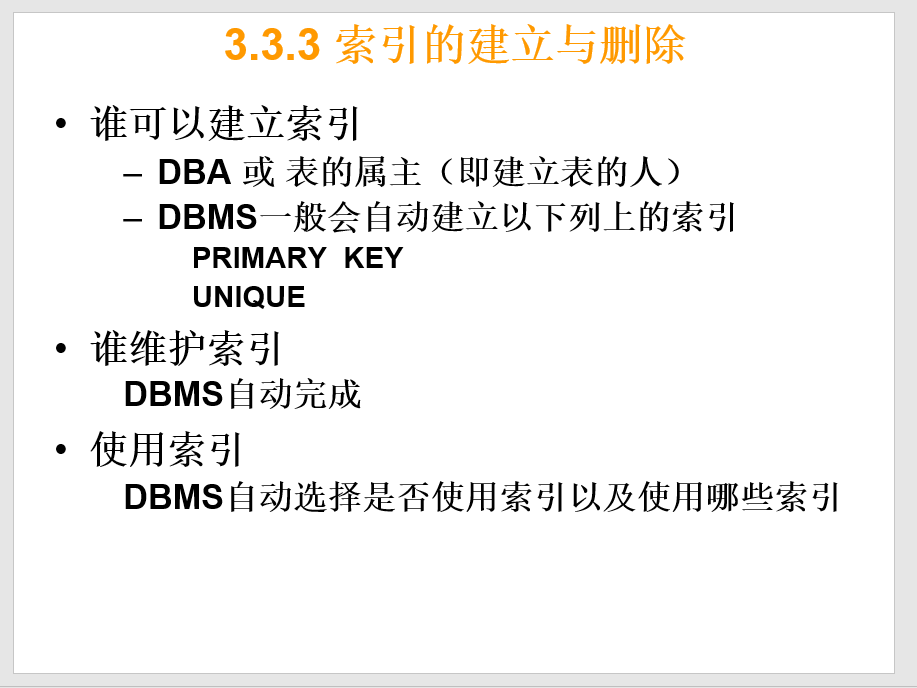 3.3.3 索引的建立与删除
• 谁可以建立索引
– DBA 或 表的属主（即建立表的人）
– DBMS一般会自动建立以下列上的索引
PRIMARY KEY
UNIQUE
• 谁维护索引
DBMS自动完成
• 使用索引
DBMS自动选择是否使用索引以及使用哪些索引